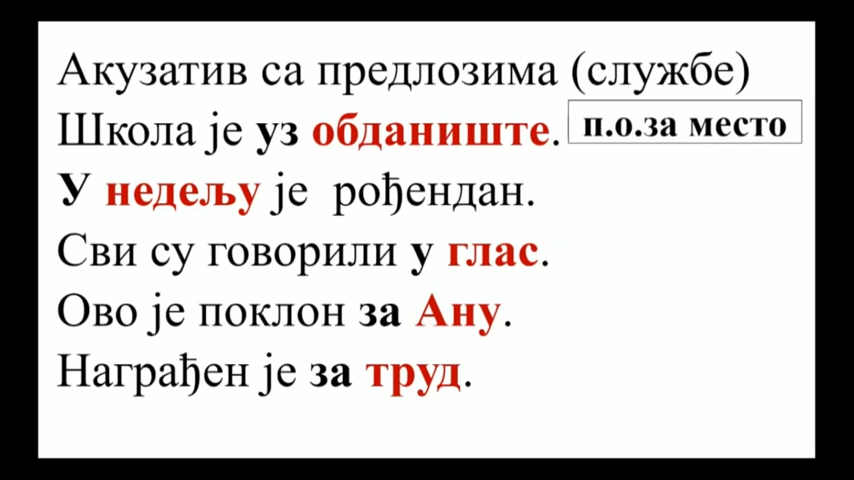 Акузатив са предлозима (службе)
Школа је уз обданиште. п.о.за место
У недељу је рођендан.
Сви су говорили у глас.
Ово је поклон за Ану.
Награђен је за труд.